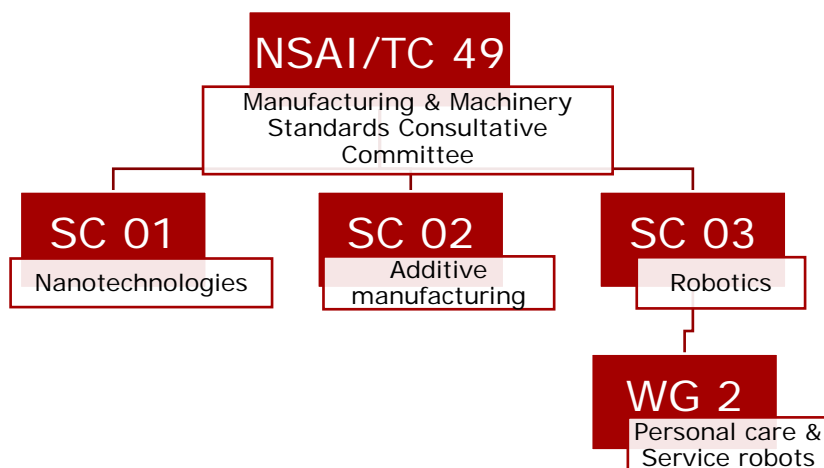 NSAI/TC 49
Manufacturing & Machinery
Standards Consultative
Committee
SC 01
Nanotechnologies
SC 02
Additive
manufacturing
SC 03
Robotics
WG 2
Personal care &
Service robots